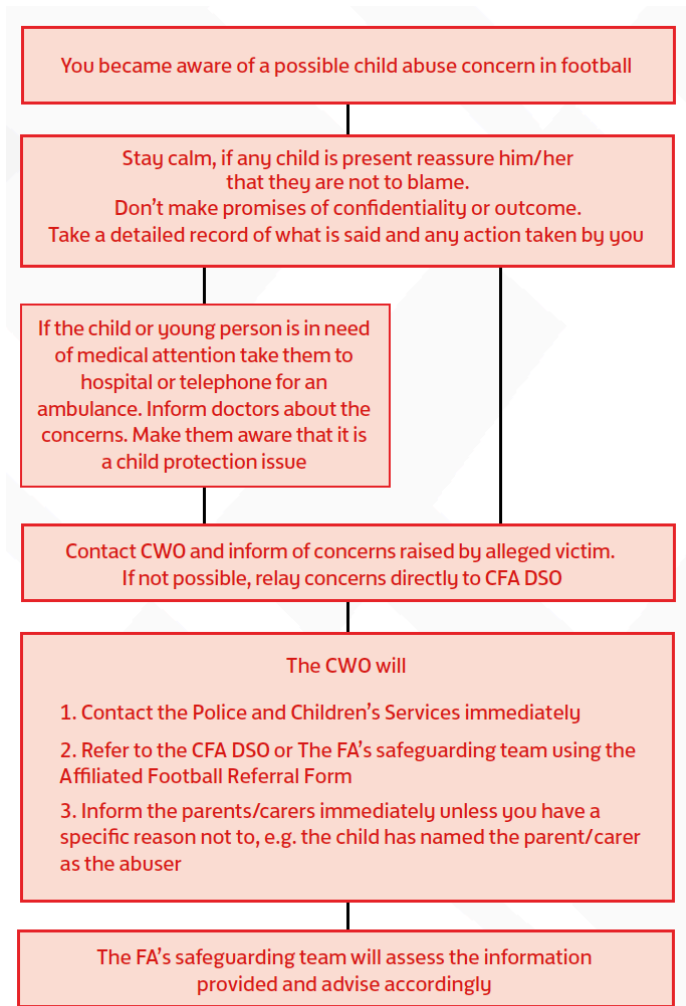 You became aware of a possible child abuse concern in football
Stay calm, if any child is present reassure him/her
that they are not to blame.
Don’t make promises of confidentiality or outcome.
Take a detailed record of what is said and any action taken by you
If the child or young person is in need
of medical attention take them to
hospital or telephone for an
ambulance. Inform doctors about the
concerns. Make them aware that it is
a child protection issue
Contact CWO and inform of concerns raised by alleged victim.
If not possible, relay concerns directly to CFA DSO
The CWO will
1. Contact the Police and Children’s Services immediately
2. Refer to the CFA DSO or The FA’s safeguarding team using the
Affiliated Football Referral Form
3. Inform the parents/carers immediately unless you have a
specific reason not to, e.g. the child has named the parent/carer
as the abuser
The FA’s safeguarding team will assess the information
provided and advise accordingly